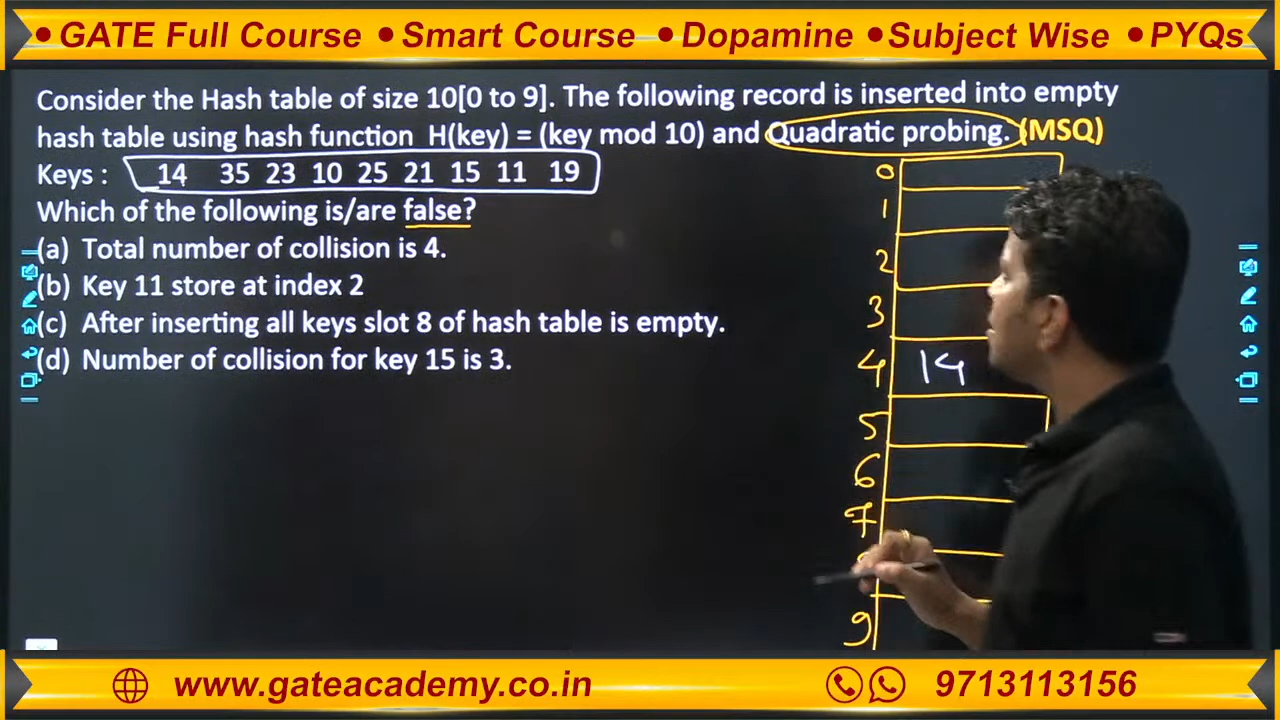 • GATE Full Course • Smart Course • Dopamine • Subject Wise • PYQs
Consider the Hash table of size 10[0 to 9]. The following record is inserted into empty
hash table using hash function H(key) = (key mod 10) and Quadratic probing. (MSQ)
Keys : 14 35 23 10 25 21 15 11 19
Which of the following is/are false?
(a) Total number of collision is 4.
(b) Key 11 store at index 2
(c) After inserting all keys slot 8 of hash table is empty.
(d) Number of collision for key 15 is 3.
0
1
2
3
4 14
5
6
7
9
www.gateacademy.co.in 9713113156